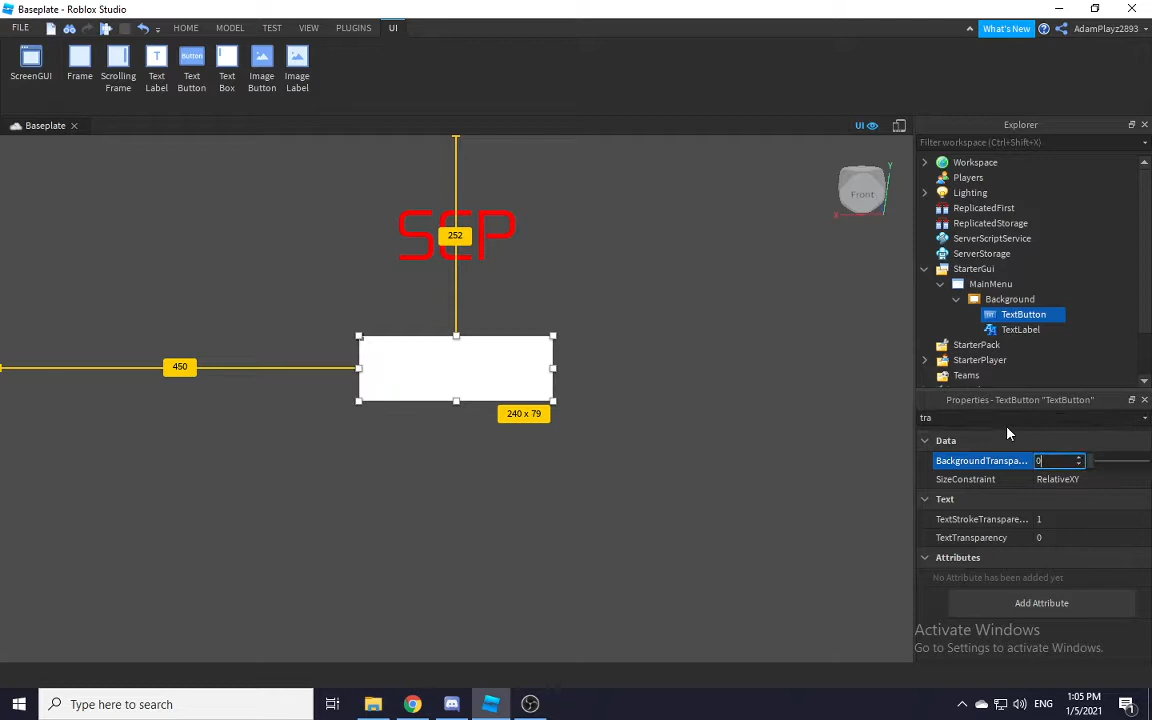 Baseplate - Roblox Studio
FILE HOME MODEL TEST VIEW PLUGINS UI What's New AdamPlayz2893
ScreenGUI Frame Scrolling Frame Text Label Text Button Text Box Image Button Image Label
Button
Baseplate UI
Explorer
Filter workspace (Ctrl+Shift+X)
Workspace
Players
Lighting
ReplicatedFirst
ReplicatedStorage
ServerScriptService
ServerStorage
StarterGui
MainMenu
Background
TextButton
TextLabel
StarterPack
StarterPlayer
Teams
Front
Y
X
SCP
252
450
240 x 79
Properties - TextButton "TextButton"
tra
Data
BackgroundTranspa... 0
SizeConstraint RelativeXY
Text
TextStrokeTranspare... 1
TextTransparency 0
Attributes
No Attribute has been added yet
Add Attribute
Activate Windows
Go to Settings to activate Windows.
Type here to search
ENG
1:05 PM
1/5/2021
1